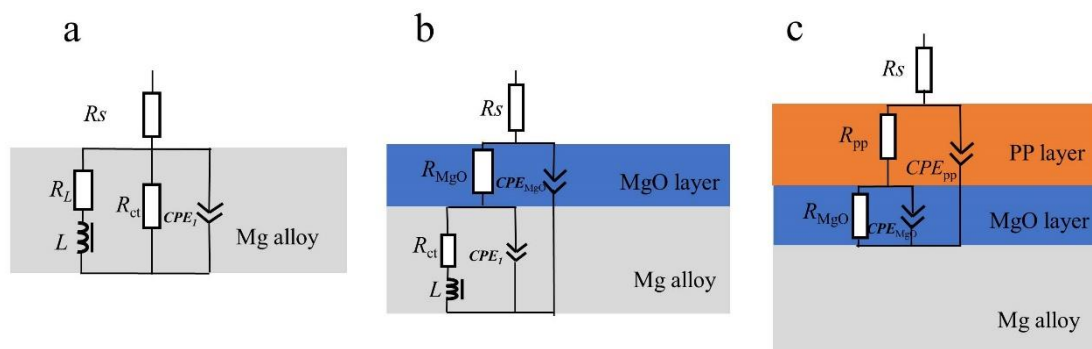 a
Rs
R_L
R_ct
CPE_1
L
Mg alloy
b
Rs
R_MgO
CPE_MgO
MgO layer
R_ct
CPE_1
L
Mg alloy
c
Rs
R_pp
CPE_pp
PP layer
R_MgO
CPE_MgO
MgO layer
Mg alloy